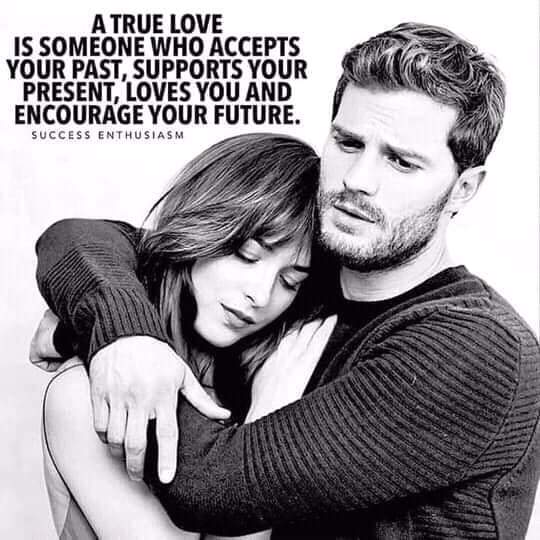 A TRUE LOVE
IS SOMEONE WHO ACCEPTS
YOUR PAST, SUPPORTS YOUR
PRESENT, LOVES YOU AND
ENCOURAGE YOUR FUTURE.
SUCCESS ENTHUSIASM